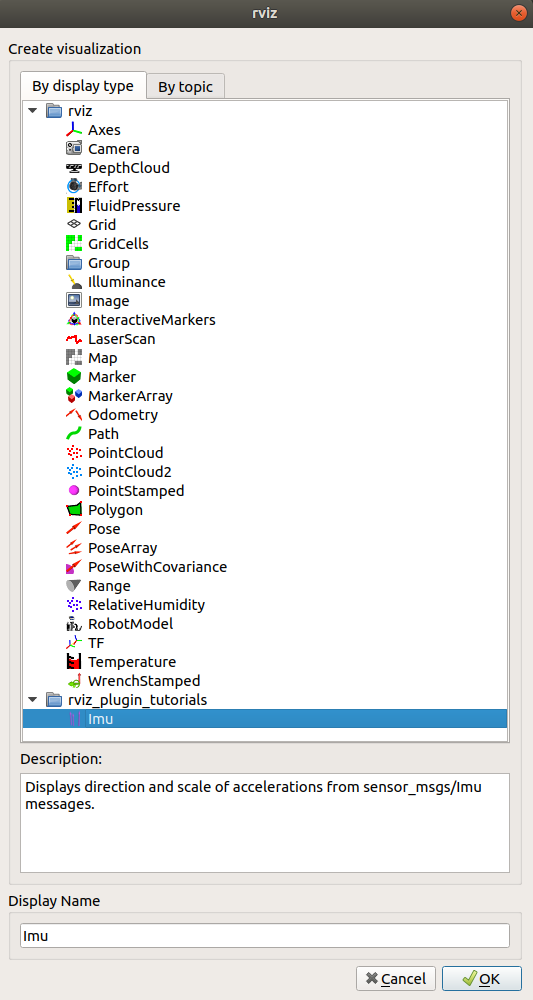 rviz
Create visualization
By display type
By topic
rviz
Axes
Camera
DepthCloud
Effort
FluidPressure
Grid
GridCells
Group
Illuminance
Image
InteractiveMarkers
LaserScan
Map
Marker
MarkerArray
Odometry
Path
PointCloud
PointCloud2
PointStamped
Polygon
Pose
PoseArray
PoseWithCovariance
Range
RelativeHumidity
RobotModel
TF
Temperature
WrenchStamped
rviz_plugin_tutorials
Imu
Description:
Displays direction and scale of accelerations from sensor_msgs/Imu
messages.
Display Name
Imu
Cancel
OK